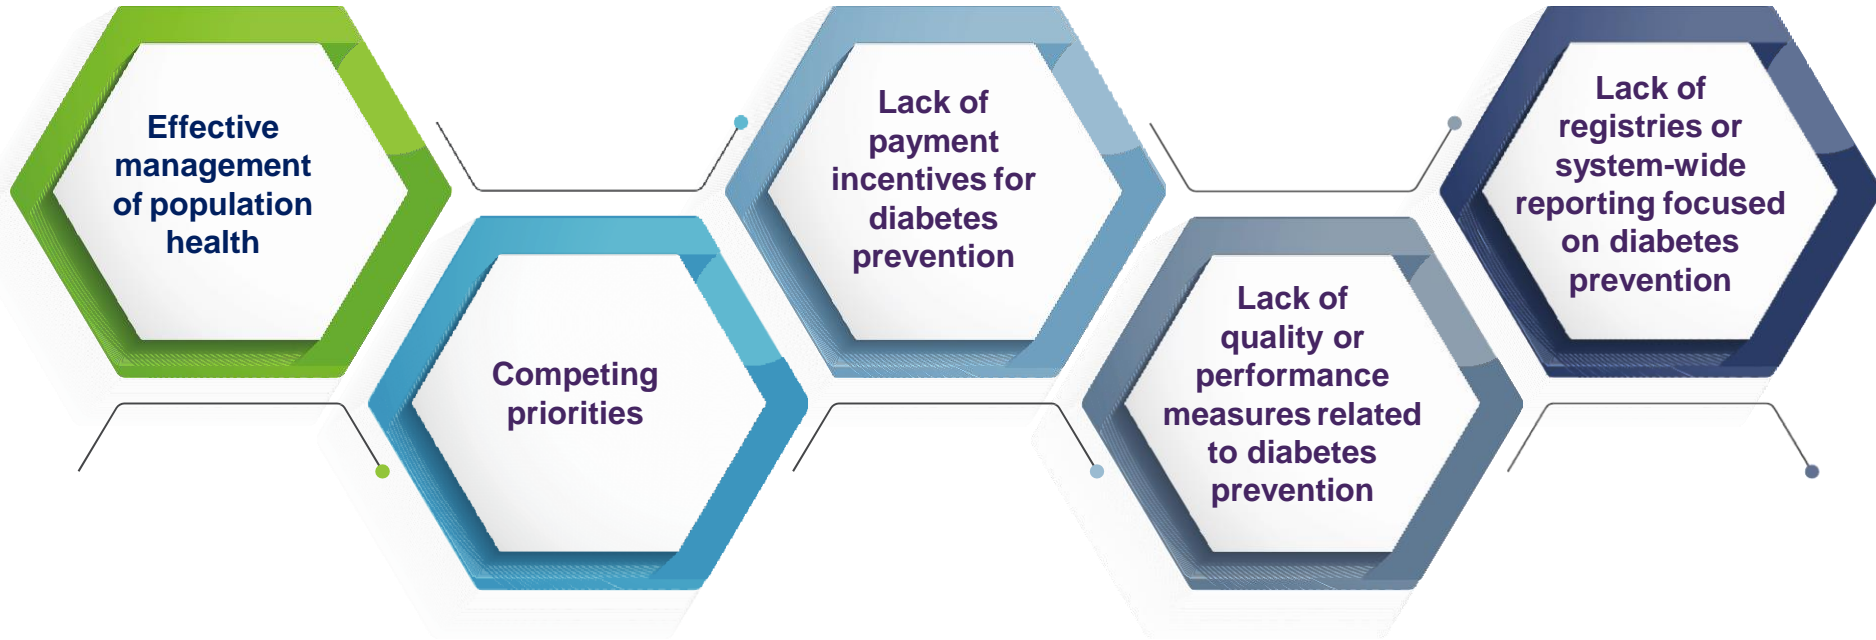 Effective
management
of population
health
Competing
priorities
Lack of
payment
incentives for
diabetes
prevention
Lack of
quality or
performance
measures related
to diabetes
prevention
Lack of
registries or
system-wide
reporting focused
on diabetes
prevention